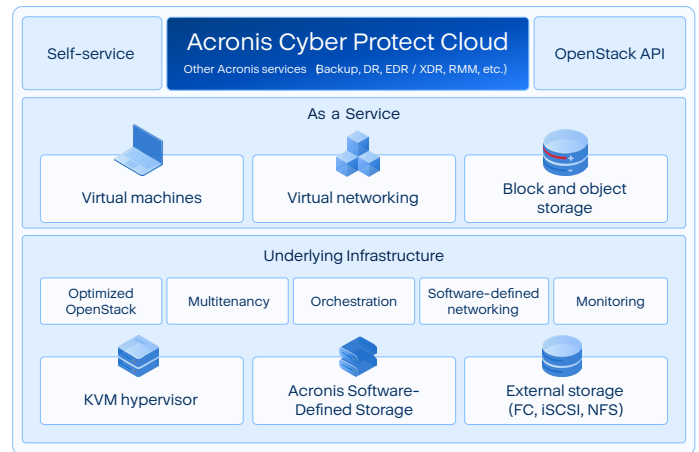 Self-service
Acronis Cyber Protect Cloud
Other Acronis services (Backup, DR, EDR / XDR, RMM, etc.)
OpenStack API
As a Service
Virtual machines
Virtual networking
Block and object
storage
Underlying Infrastructure
Optimized
OpenStack
Multitenancy
Orchestration
Software-defined
networking
Monitoring
KVM hypervisor
Acronis Software-
Defined Storage
External storage
(FC, iSCSI, NFS)